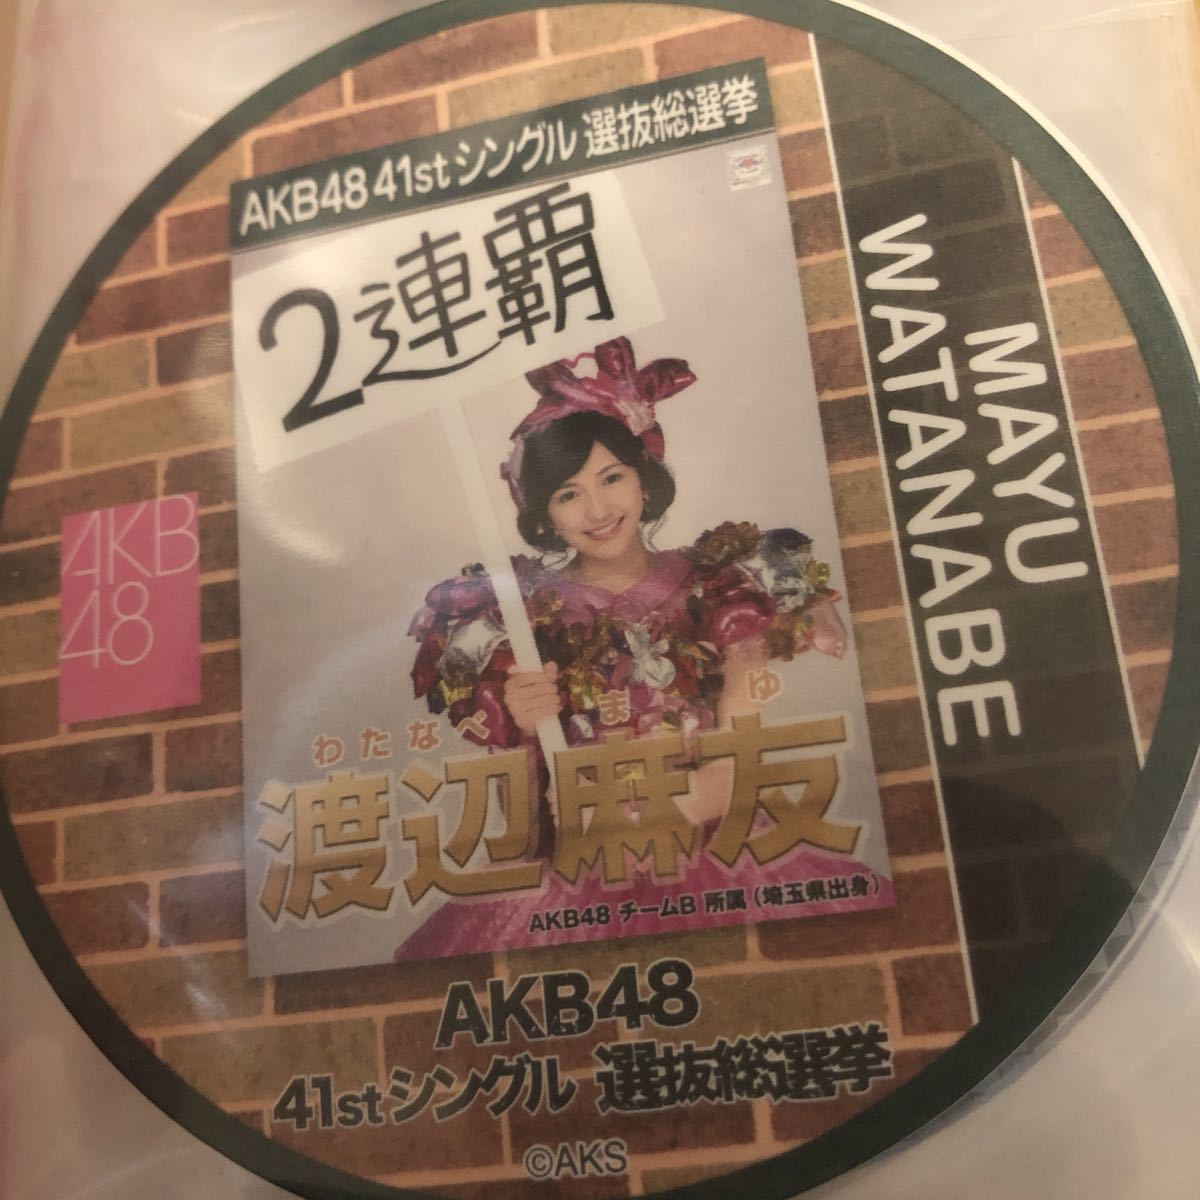 AKB48 41stシングル 選抜総選挙
2連覇
わたなべ まゆ
渡辺麻友
AKB48 チームB 所属 (埼玉県出身)
AKB
48
MAYU
WATANABE
AKB48
41stシングル 選抜総選挙
©AKS